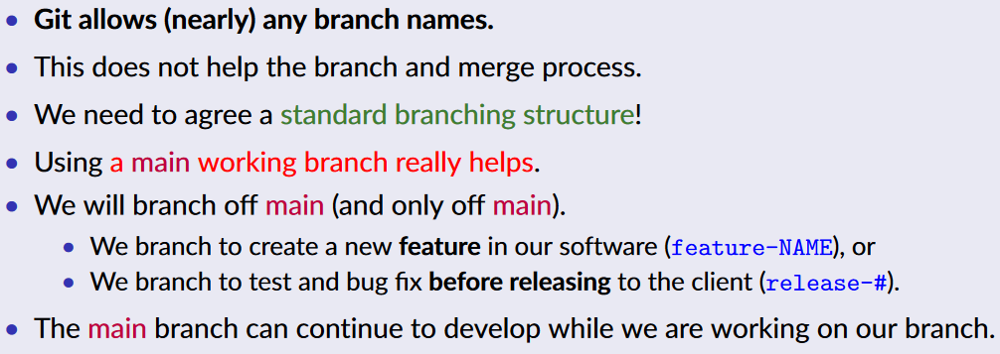 • Git allows (nearly) any branch names.
• This does not help the branch and merge process.
• We need to agree a standard branching structure!
• Using a main working branch really helps.
• We will branch off main (and only off main).
• We branch to create a new feature in our software (feature-NAME), or
• We branch to test and bug fix before releasing to the client (release-#).
• The main branch can continue to develop while we are working on our branch.